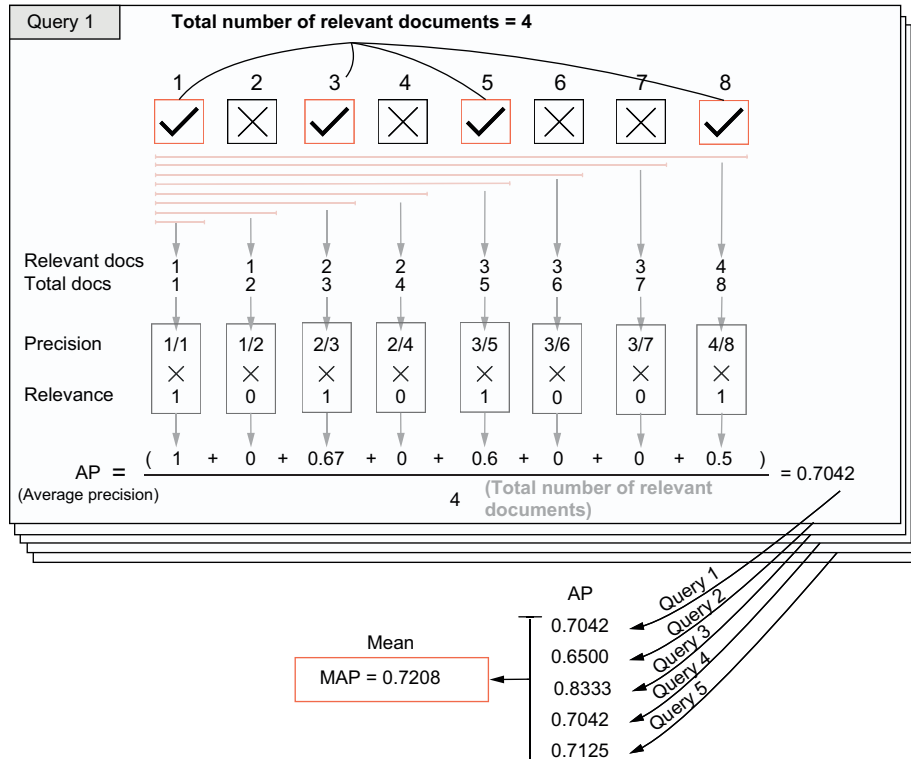 Query 1
Total number of relevant documents = 4
1 2 3 4 5 6 7 8
Relevant docs 1 1 2 2 3 3 3 4
Total docs 1 2 3 4 5 6 7 8
Precision 1/1 1/2 2/3 2/4 3/5 3/6 3/7 4/8
× × × × × × × ×
Relevance 1 0 1 0 1 0 0 1
AP = ( 1 + 0 + 0.67 + 0 + 0.6 + 0 + 0 + 0.5 ) = 0.7042
(Average precision)
4 (Total number of relevant
documents)
AP
Query 1
0.7042
Query 2
0.6500
Query 3
0.8333
Query 4
0.7042
Query 5
0.7125
Mean
MAP = 0.7208